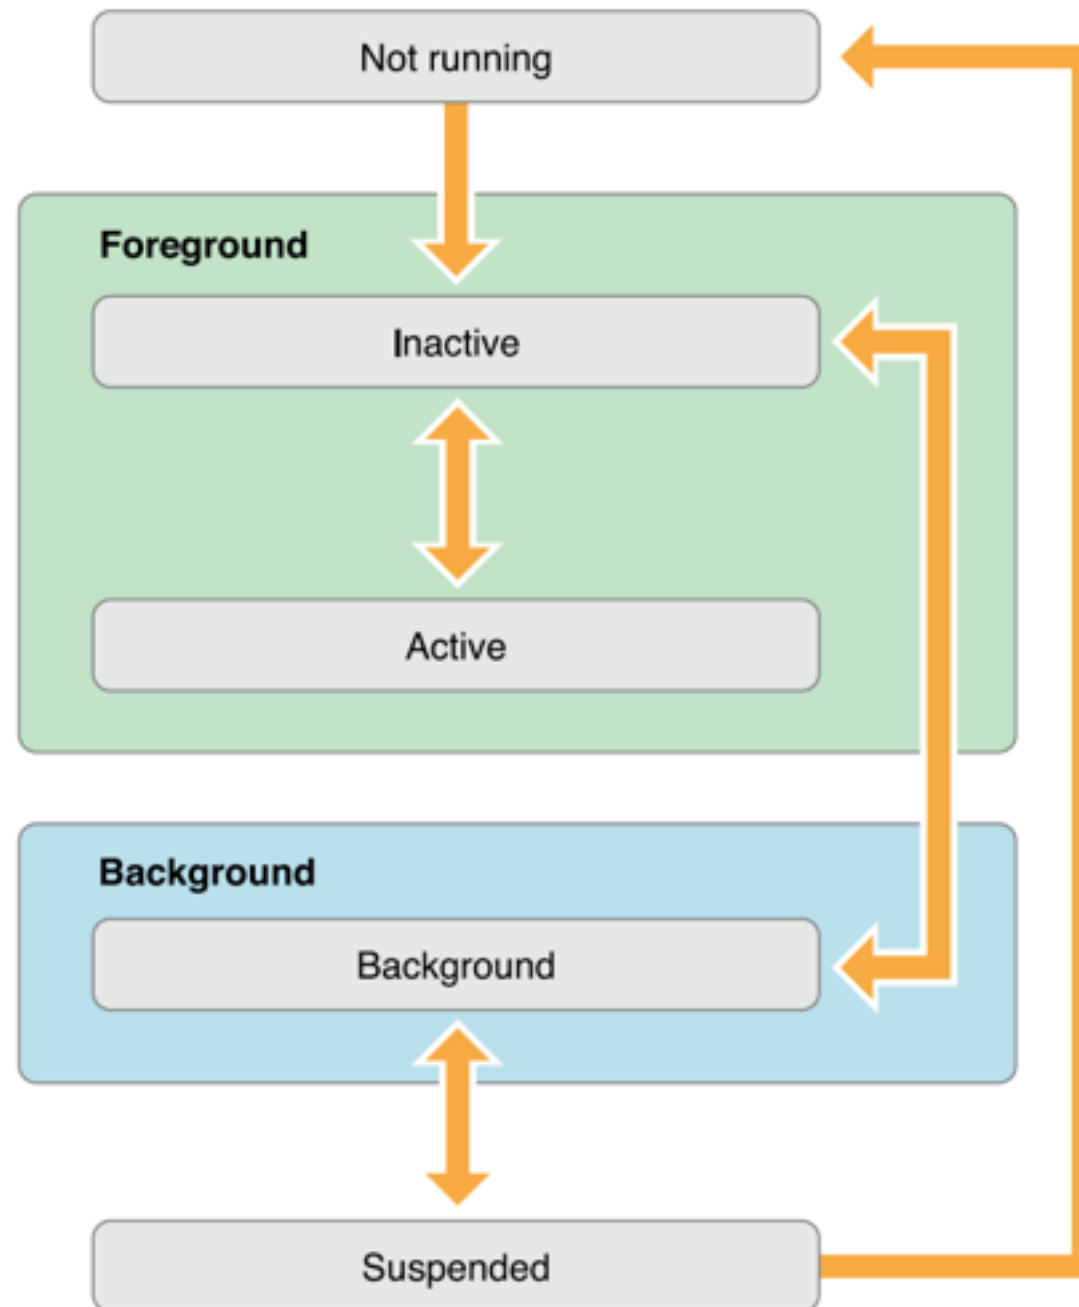 Not running
Foreground
Inactive
Active
Background
Background
Suspended